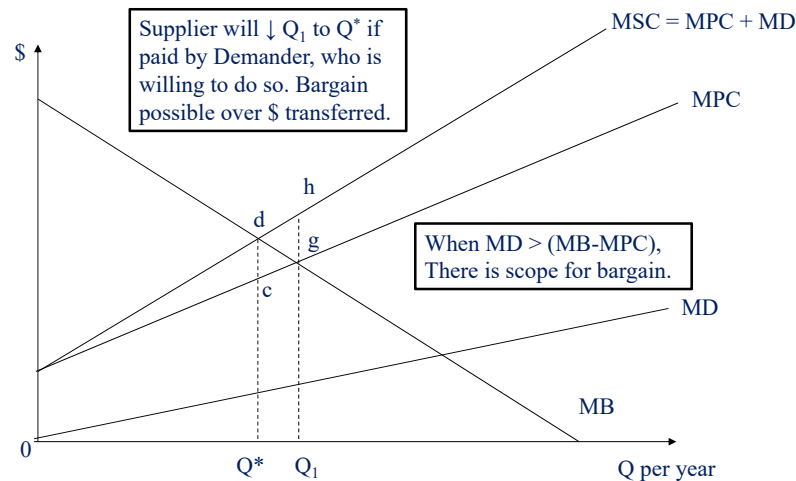 Supplier will ↓ Q₁ to Q* if
paid by Demander, who is
willing to do so. Bargain
possible over $ transferred.
MSC = MPC + MD
$
MPC
h
d
g
When MD > (MB-MPC),
There is scope for bargain.
c
MD
MB
0
Q*
Q₁
Q per year